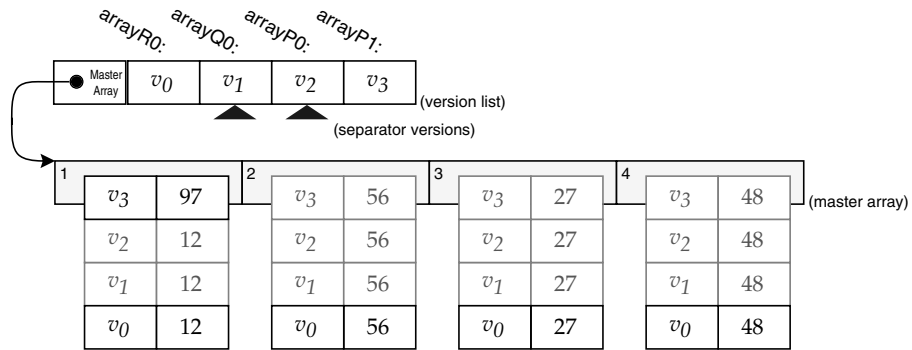 arrayR0: arrayQ0: arrayP0: arrayP1:
Master Array v0 v1 v2 v3
(version list)
(separator versions)
1 2 3 4
(master array)
v3 97 v3 56 v3 27 v3 48
v2 12 v2 56 v2 27 v2 48
v1 12 v1 56 v1 27 v1 48
v0 12 v0 56 v0 27 v0 48